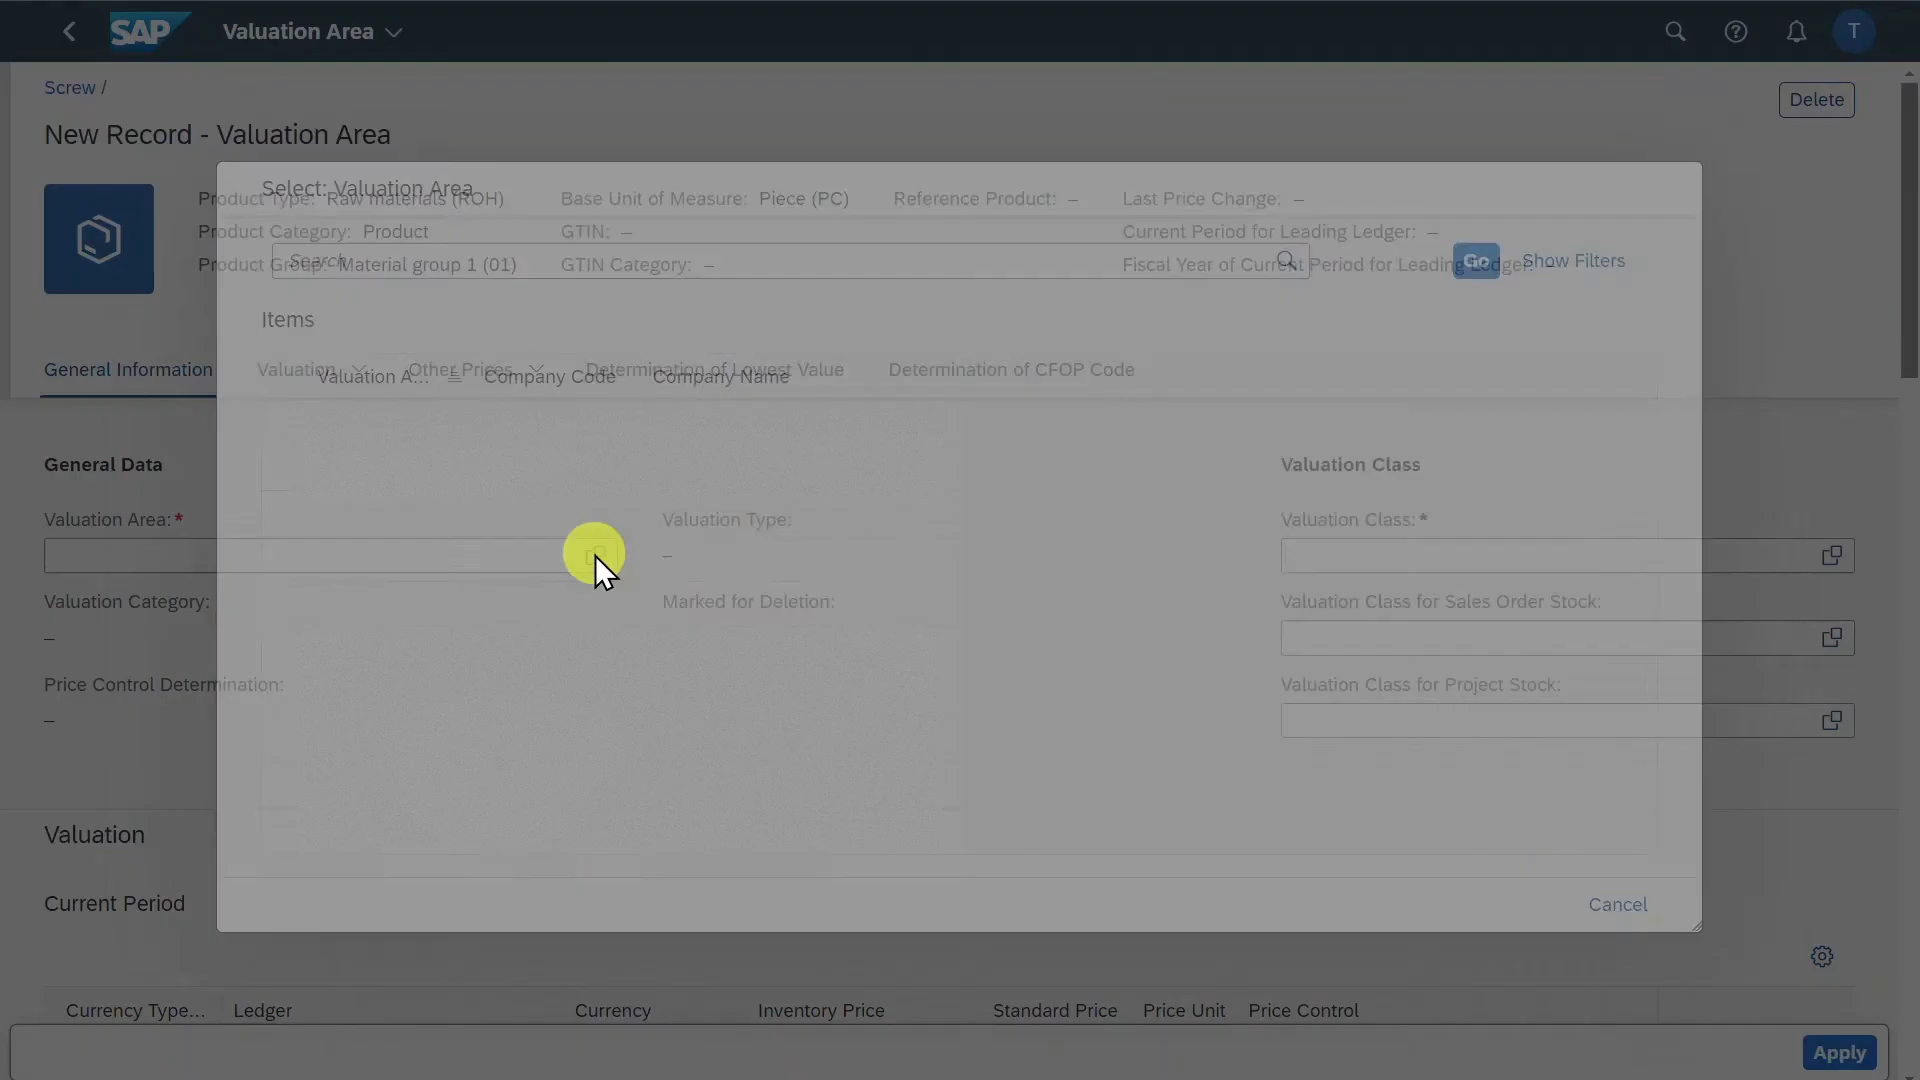 SAP
Valuation Area
T
Screw /
Delete
New Record - Valuation Area
Select: Valuation Area
Product Type: Raw materials (ROH)
Base Unit of Measure: Piece (PC)
Reference Product: –
Last Price Change: –
Product Category: Product
GTIN: –
Current Period for Leading Ledger: –
Product Group: Material group 1 (01)
GTIN Category: –
Fiscal Year of Current Period for Leading Ledger: –
Search
Go
Show Filters
Items
General Information
Valuation
Other Prices
Determination of Lowest Value
Determination of CFOP Code
Valuation A...
Company Code
Company Name
General Data
Valuation Class
Valuation Area:*
Valuation Type:
–
Valuation Class:*
Valuation Category:
–
Marked for Deletion:
Valuation Class for Sales Order Stock:
Price Control Determination:
–
Valuation Class for Project Stock:
Valuation
Current Period
Cancel
Currency Type...
Ledger
Currency
Inventory Price
Standard Price
Price Unit
Price Control
Apply